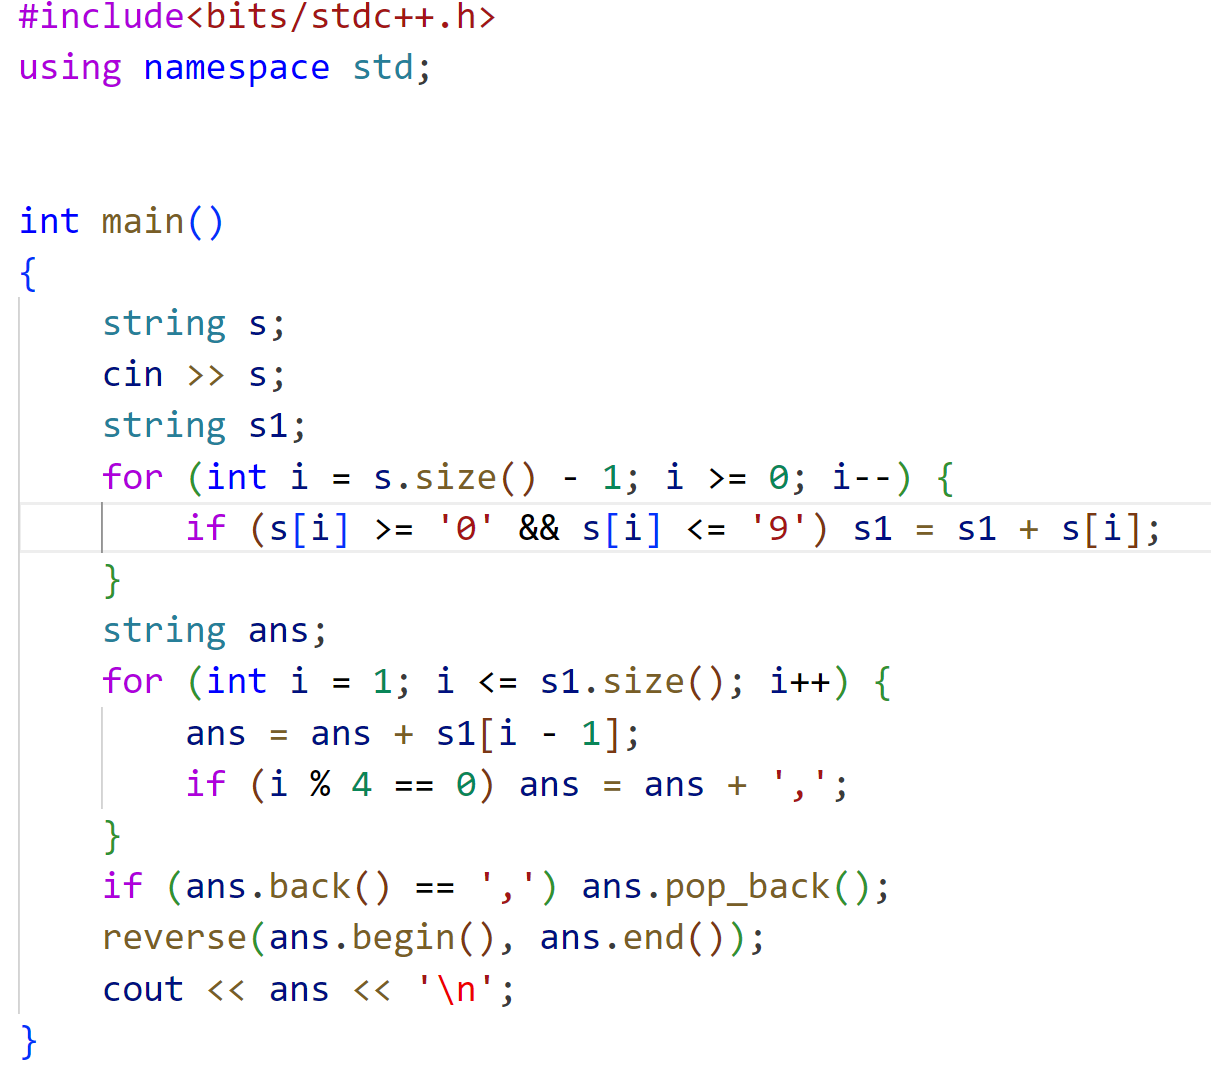 #include<bits/stdc++.h>
using namespace std;
int main()
{
    string s;
    cin >> s;
    string s1;
    for (int i = s.size() - 1; i >= 0; i--) {
        if (s[i] >= '0' && s[i] <= '9') s1 = s1 + s[i];
    }
    string ans;
    for (int i = 1; i <= s1.size(); i++) {
        ans = ans + s1[i - 1];
        if (i % 4 == 0) ans = ans + ',';
    }
    if (ans.back() == ',') ans.pop_back();
    reverse(ans.begin(), ans.end());
    cout << ans << '\n';
}